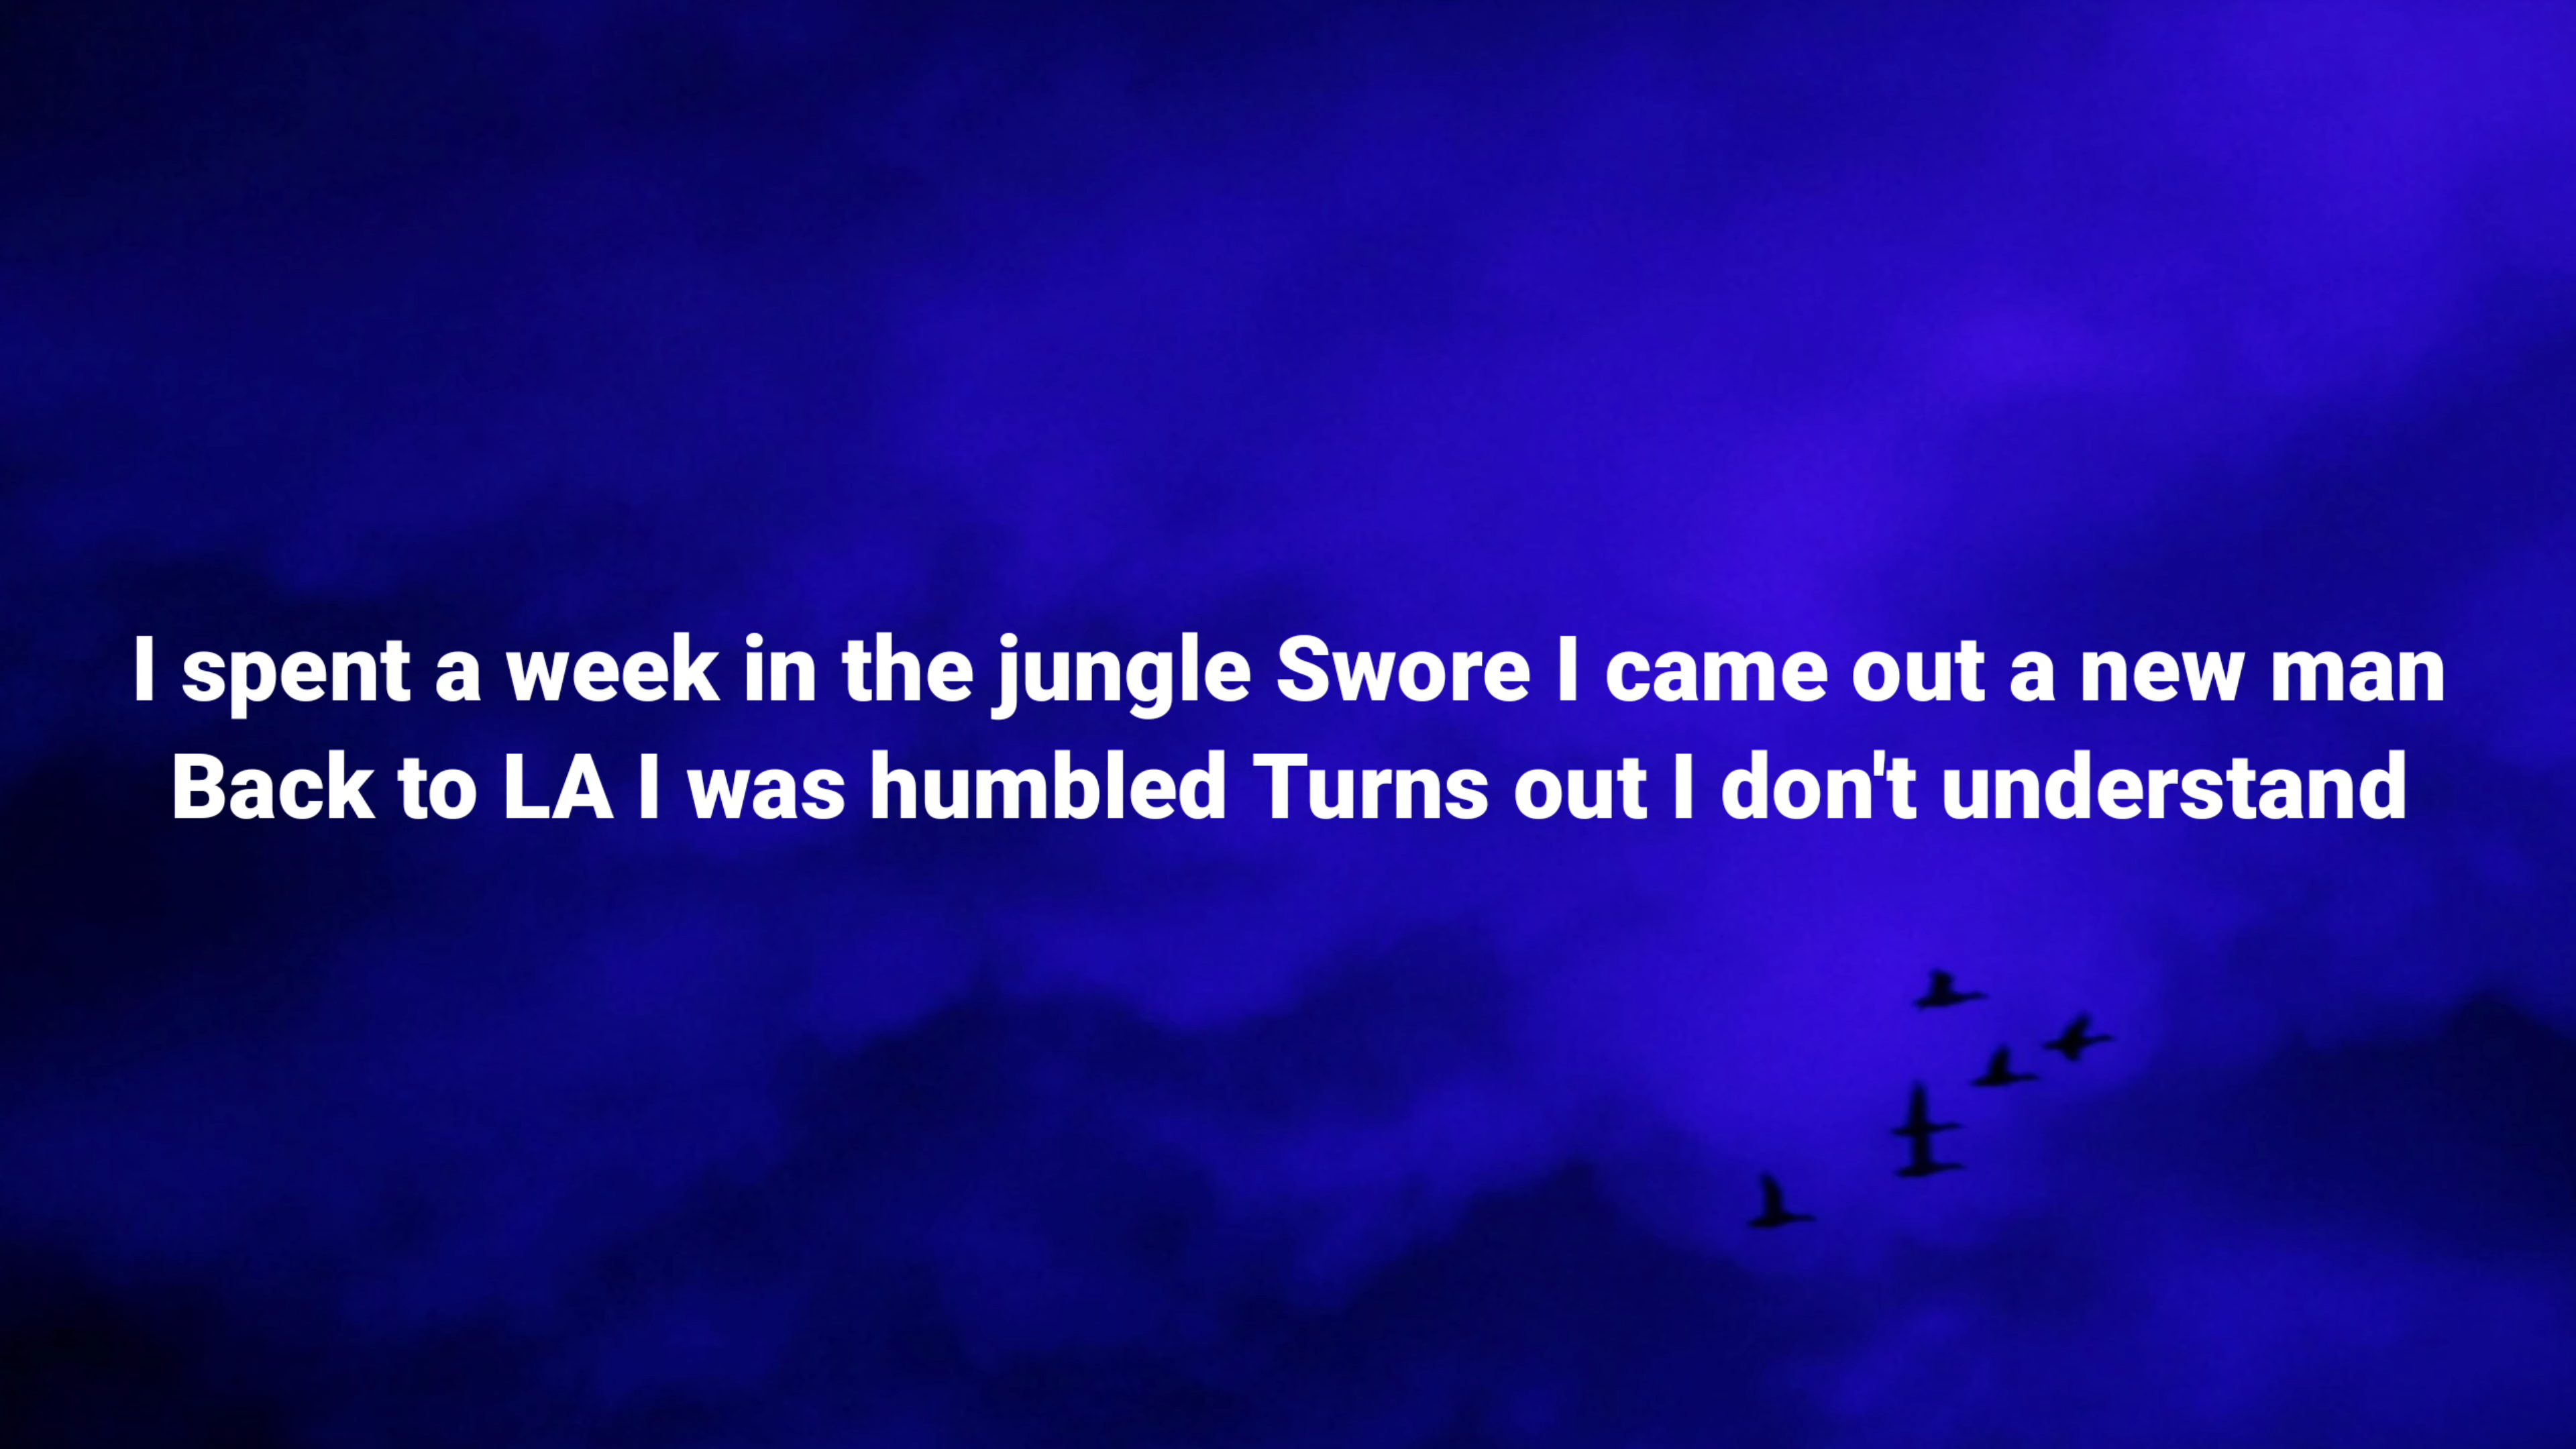 I spent a week in the jungle Swore I came out a new man
Back to LA I was humbled Turns out I don't understand